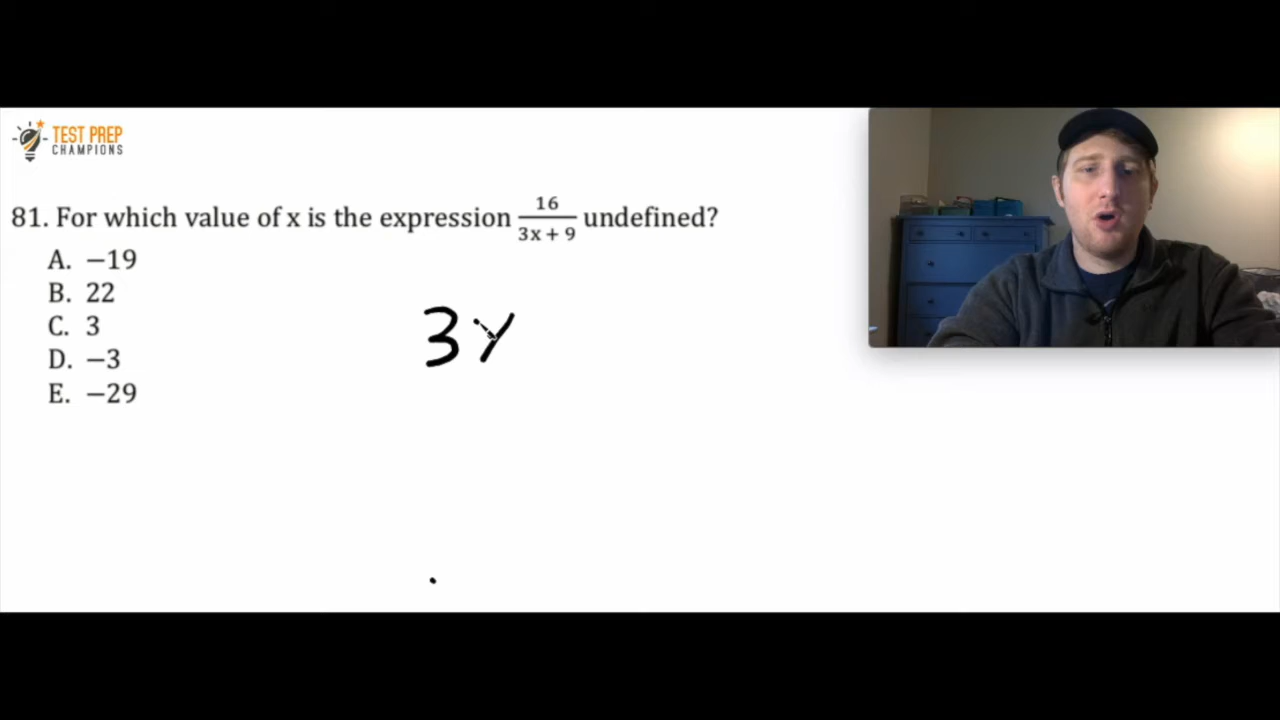 TEST PREP
CHAMPIONS
81. For which value of x is the expression 16/(3x + 9) undefined?
A. −19
B. 22
C. 3
D. −3
E. −29
3x